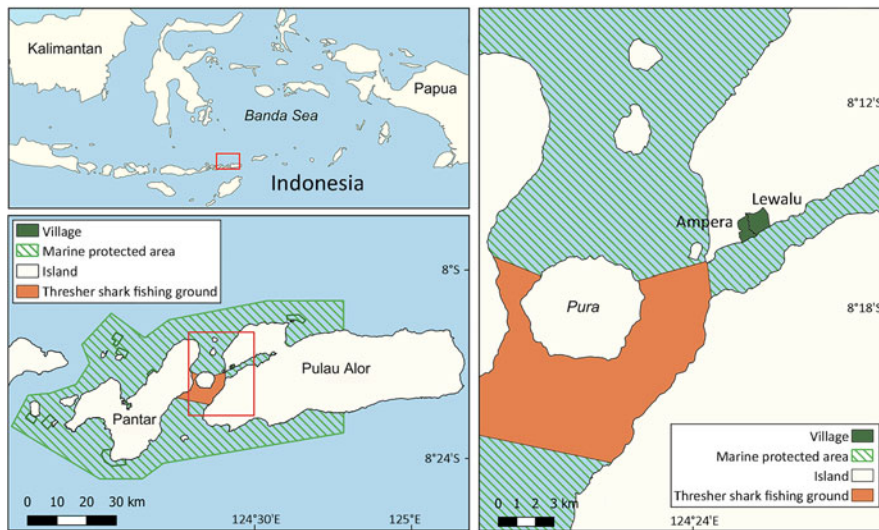 Kalimantan
Papua
Banda Sea
Indonesia
Village
Marine protected area
Island
Thresher shark fishing ground
8°S
Pulau Alor
Pantar
8°24'S
0 10 20 30 km
124°30'E
125°E
8°12'S
Lewalu
Ampera
Pura
8°18'S
Village
Marine protected area
Island
Thresher shark fishing ground
0 1 2 3 km
124°24'E